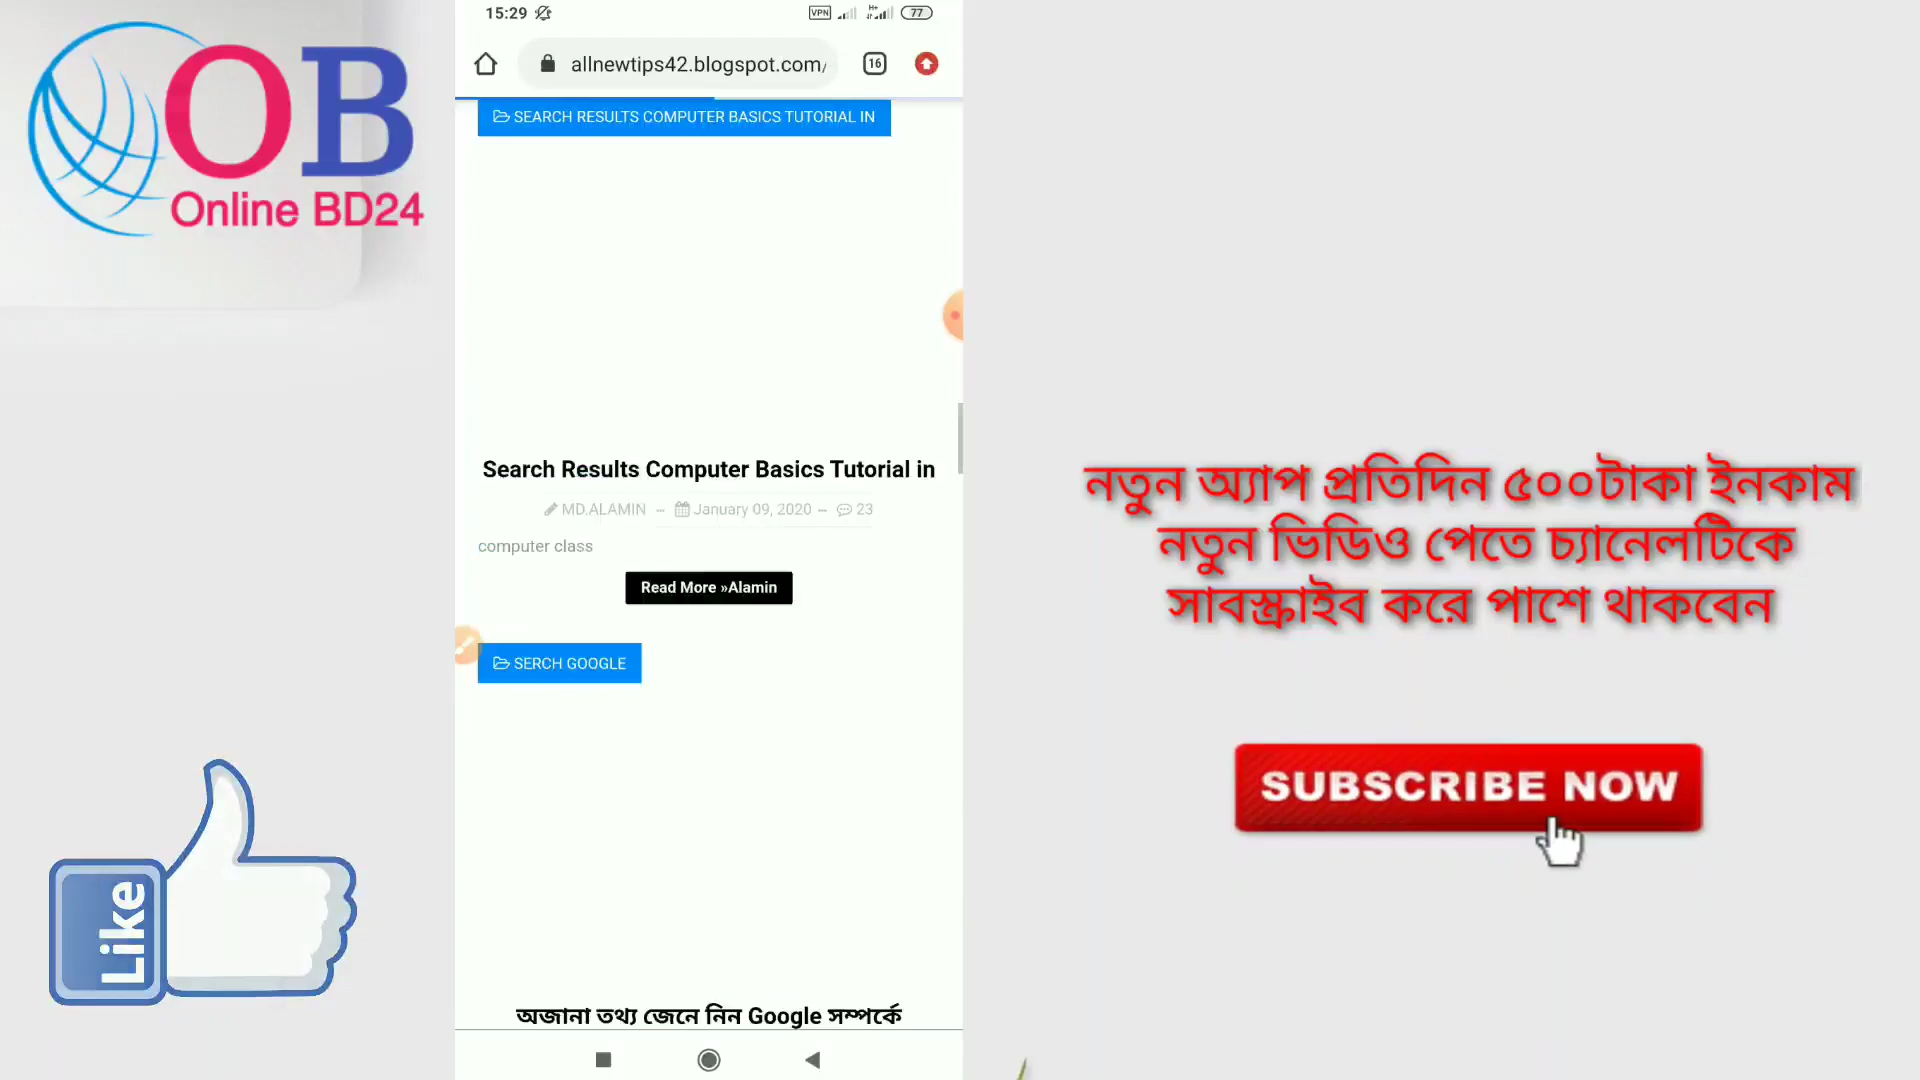 OB
Online BD24
15:29
VPN
H+
77
allnewtips42.blogspot.com/
16
SEARCH RESULTS COMPUTER BASICS TUTORIAL IN
Search Results Computer Basics Tutorial in
MD.ALAMIN – January 09, 2020 – 23
computer class
Read More »Alamin
SERCH GOOGLE
অজানা তথ্য জেনে নিন Google সম্পর্কে
Like
নতুন অ্যাপ প্রতিদিন ৫০০টাকা ইনকাম
নতুন ভিডিও পেতে চ্যানেলটিকে
সাবস্ক্রাইব করে পাশে থাকবেন
SUBSCRIBE NOW